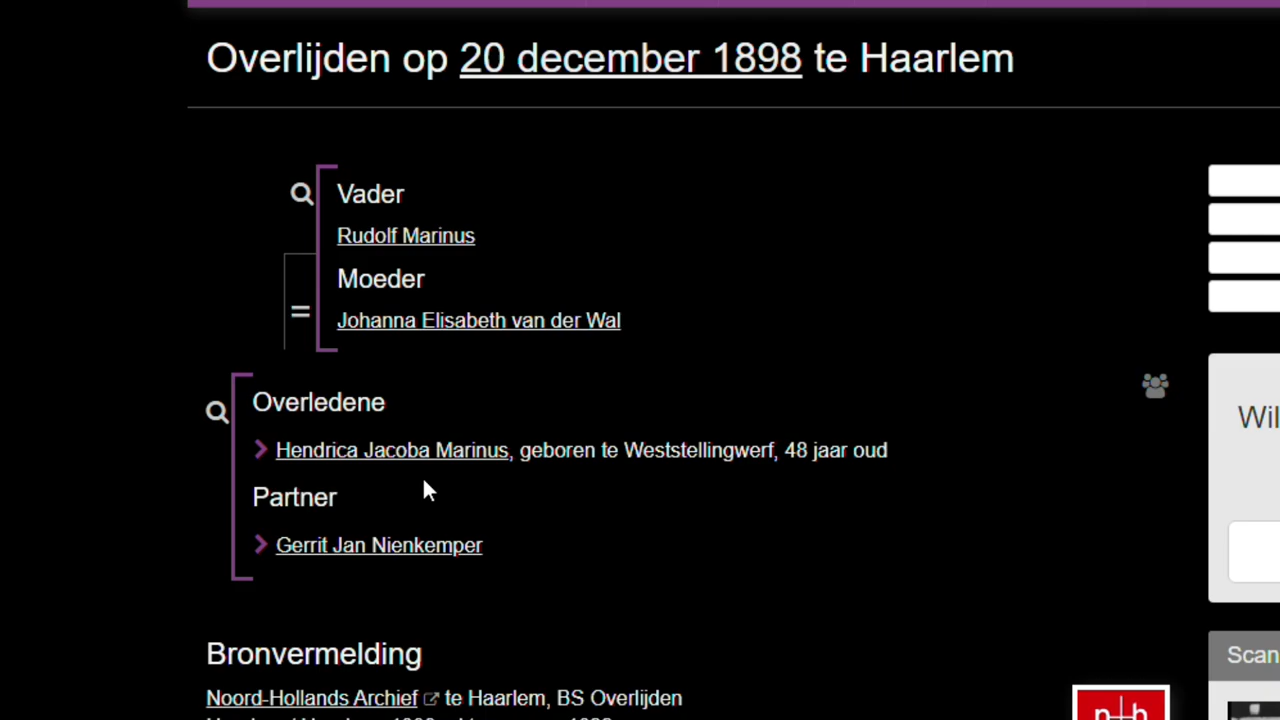 Overlijden op 20 december 1898 te Haarlem
Vader
Rudolf Marinus
Moeder
Johanna Elisabeth van der Wal
Overledene
Hendrica Jacoba Marinus, geboren te Weststellingwerf, 48 jaar oud
Partner
Gerrit Jan Nienkemper
Wil
Bronvermelding
Scan
Noord-Hollands Archief te Haarlem, BS Overlijden